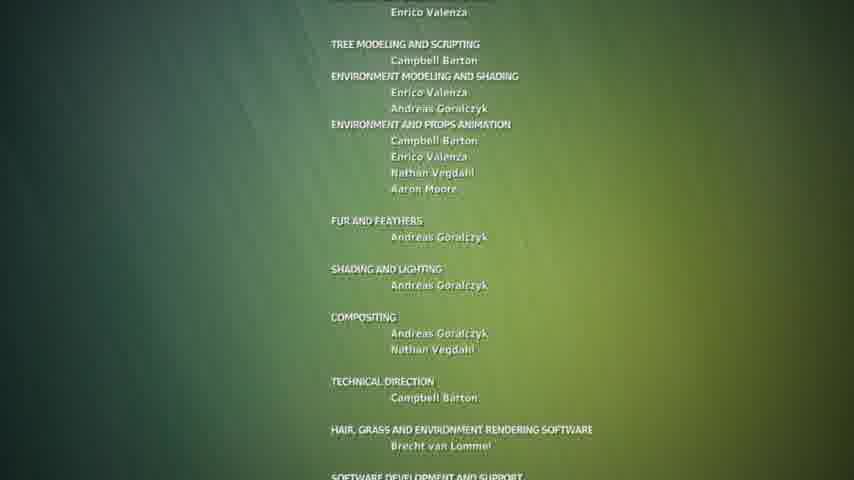 Enrico Valenza
TREE MODELING AND SCRIPTING
Campbell Barton
ENVIRONMENT MODELING AND SHADING
Enrico Valenza
Andreas Goralczyk
ENVIRONMENT AND PROPS ANIMATION
Campbell Barton
Enrico Valenza
Nathan Vegdahl
Aaron Moore
FUR AND FEATHERS
Andreas Goralczyk
SHADING AND LIGHTING
Andreas Goralczyk
COMPOSITING
Andreas Goralczyk
Nathan Vegdahl
TECHNICAL DIRECTION
Campbell Barton
HAIR, GRASS AND ENVIRONMENT RENDERING SOFTWARE
Brecht van Lommel
SOFTWARE DEVELOPMENT AND SUPPORT